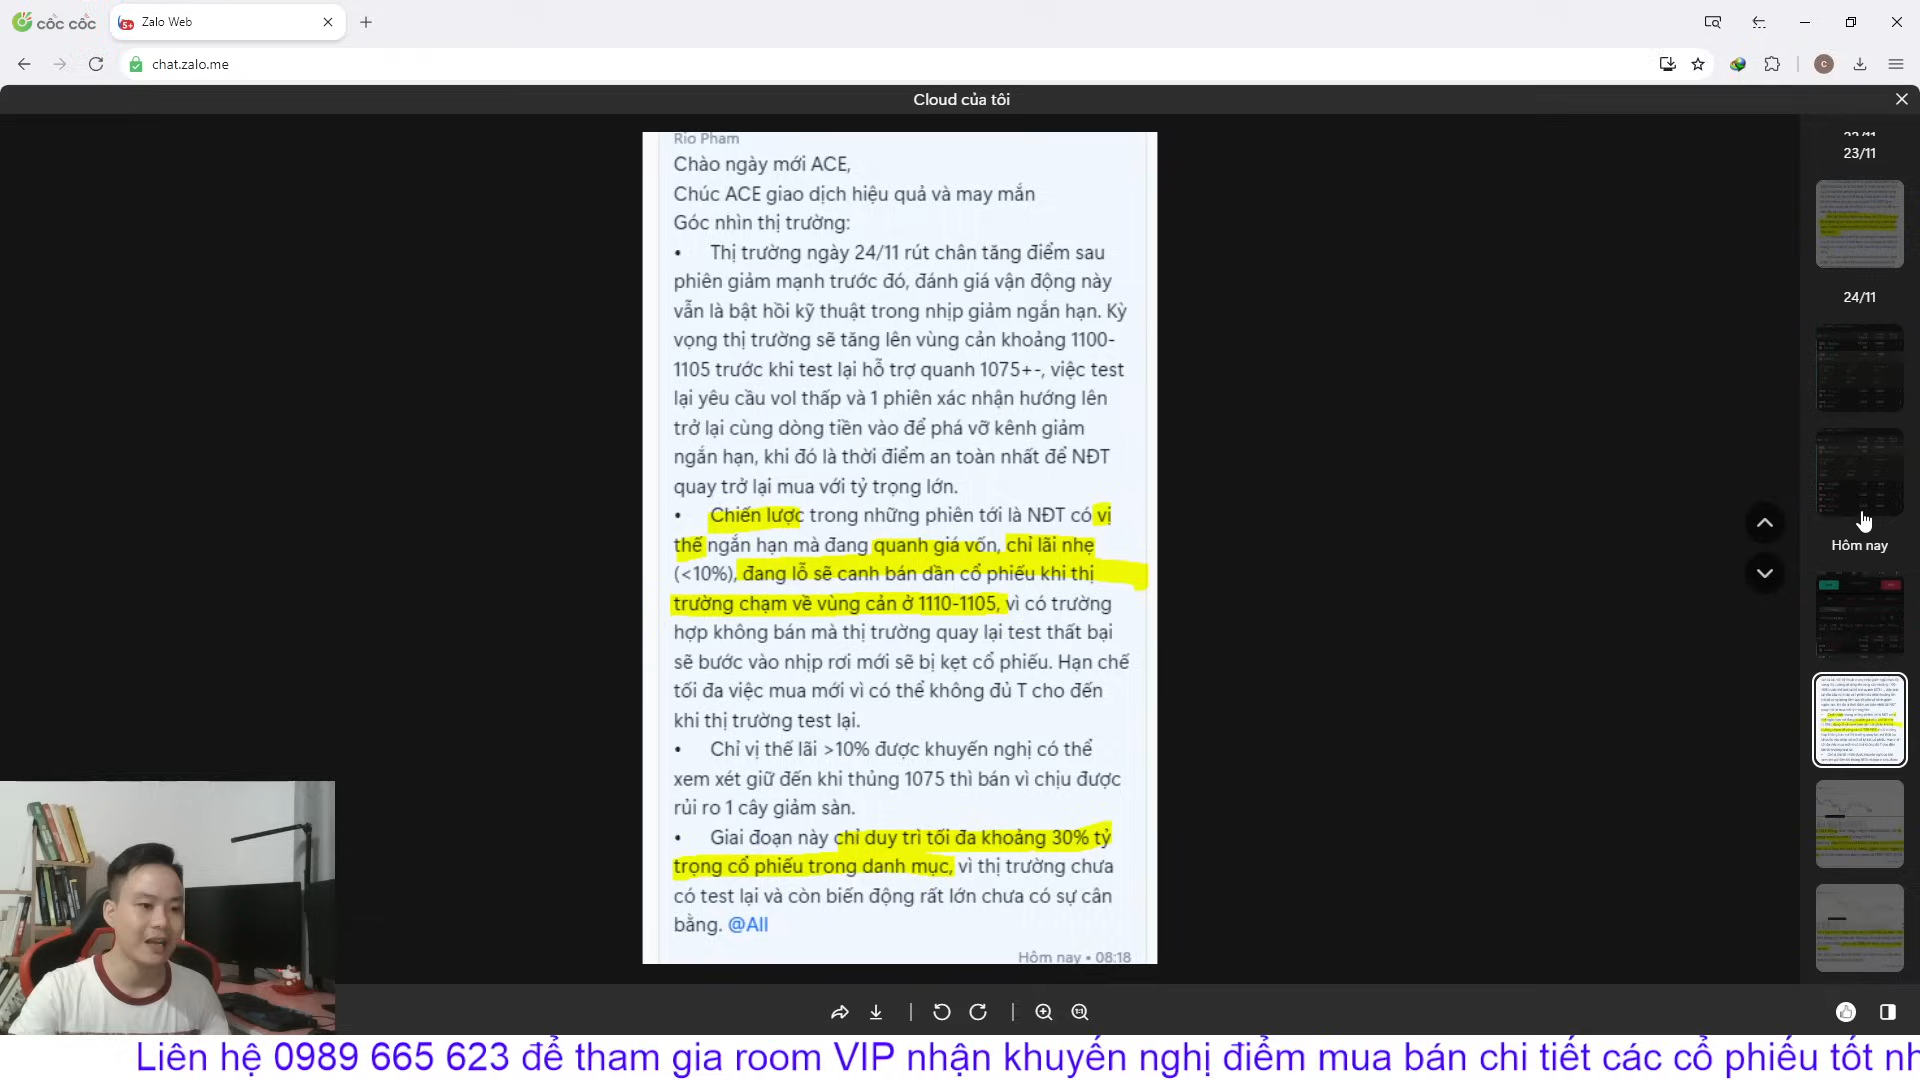 cốc cốc
Zalo Web
chat.zalo.me
Cloud của tôi
Rio Pham
Chào ngày mới ACE,
Chúc ACE giao dịch hiệu quả và may mắn
Góc nhìn thị trường:
• Thị trường ngày 24/11 rút chân tăng điểm sau
phiên giảm mạnh trước đó, đánh giá vận động này
vẫn là bật hồi kỹ thuật trong nhịp giảm ngắn hạn. Kỳ
vọng thị trường sẽ tăng lên vùng cản khoảng 1100-
1105 trước khi test lại hỗ trợ quanh 1075+-, việc test
lại yêu cầu vol thấp và 1 phiên xác nhận hướng lên
trở lại cùng dòng tiền vào để phá vỡ kênh giảm
ngắn hạn, khi đó là thời điểm an toàn nhất để NĐT
quay trở lại mua với tỷ trọng lớn.
• Chiến lược trong những phiên tới là NĐT có vị
thế ngắn hạn mà đang quanh giá vốn, chỉ lãi nhẹ
(<10%), đang lỗ sẽ canh bán dần cổ phiếu khi thị
trường chạm về vùng cản ở 1110-1105, vì có trường
hợp không bán mà thị trường quay lại test thất bại
sẽ bước vào nhịp rơi mới sẽ bị kẹt cổ phiếu. Hạn chế
tối đa việc mua mới vì có thể không đủ T cho đến
khi thị trường test lại.
• Chỉ vị thế lãi >10% được khuyến nghị có thể
xem xét giữ đến khi thủng 1075 thì bán vì chịu được
rủi ro 1 cây giảm sàn.
• Giai đoạn này chỉ duy trì tối đa khoảng 30% tỷ
trọng cổ phiếu trong danh mục, vì thị trường chưa
có test lại và còn biến động rất lớn chưa có sự cân
bằng. @All
Hôm nay • 08:18
23/11
24/11
Hôm nay
Liên hệ 0989 665 623 để tham gia room VIP nhận khuyến nghị điểm mua bán chi tiết các cổ phiếu tốt nh